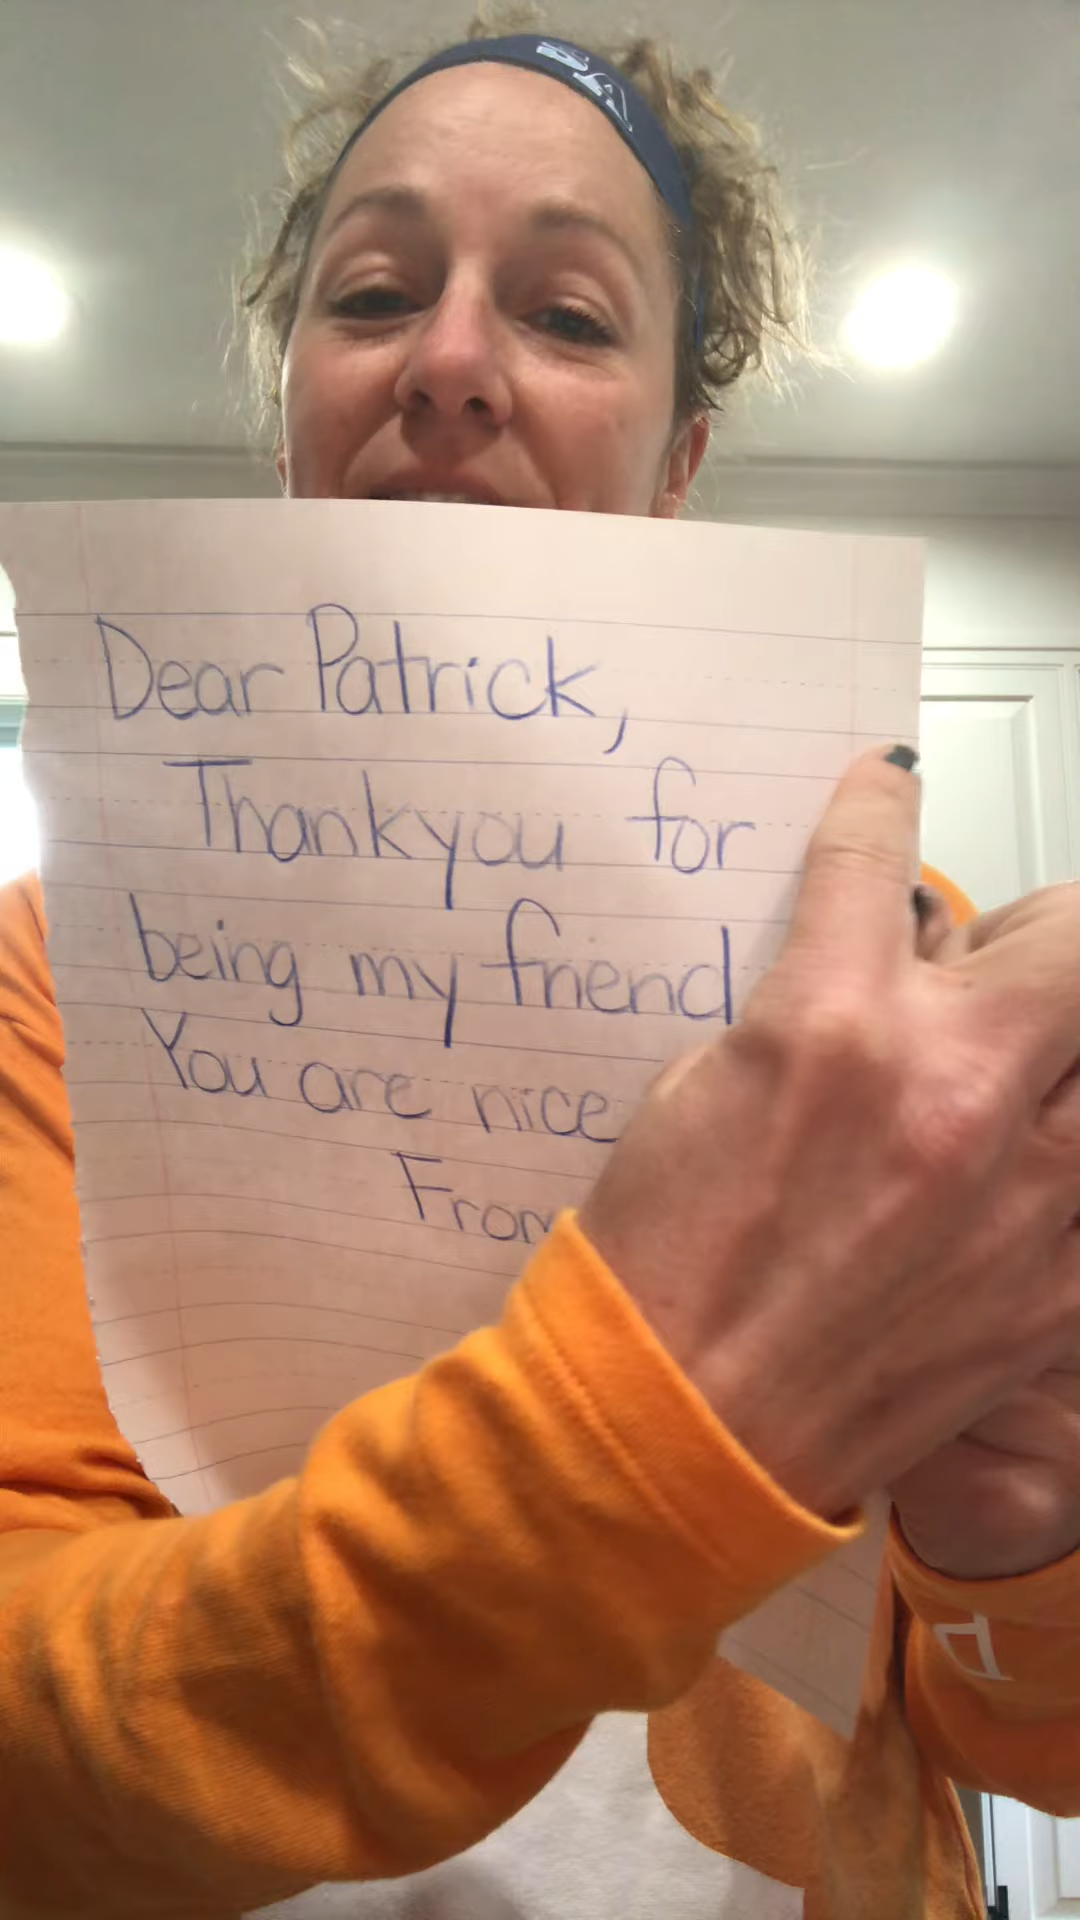 Dear Patrick,
Thankyou for
being my friend
You are nice
From